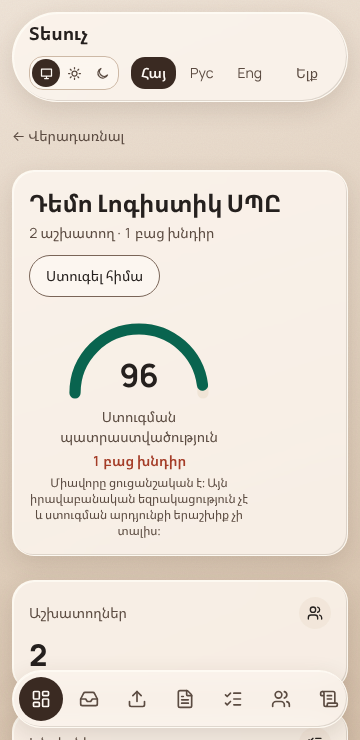 Տեսուչ
Հայ Рус Eng Ելք
← Վերադառնալ
Դեմո Լոգիստիկ ՍՊԸ
2 աշխատող · 1 բաց խնդիր
Ստուգել հիմա
96
Ստուգման
պատրաստվածություն
1 բաց խնդիր
Միավորը ցուցանշական է: Այն
իրավաբանական եզրակացություն չէ
և ստուգման արդյունքի երաշխիք չի
տալիս:
Աշխատողներ
2